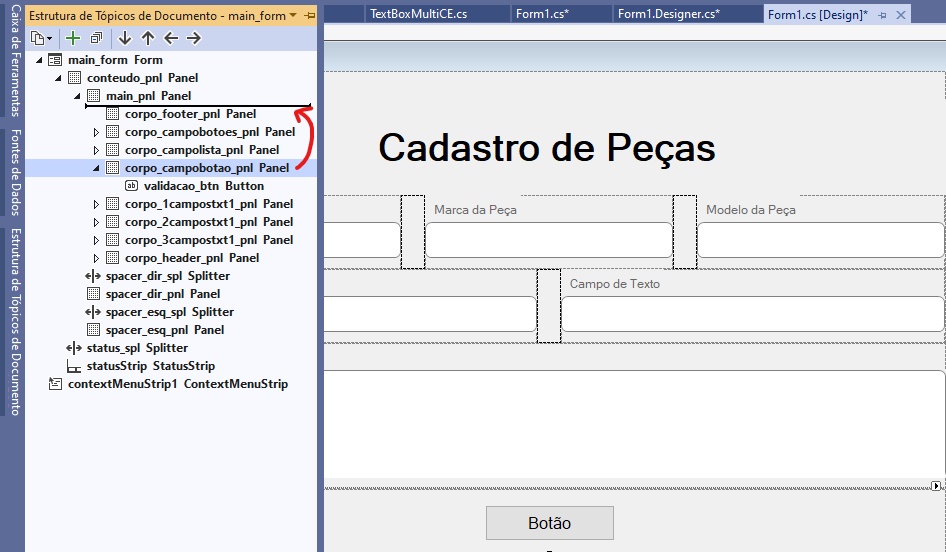 Caixa de Ferramentas
Fontes de Dados
Estrutura de Tópicos de Documento
Estrutura de Tópicos de Documento - main_form
main_form Form
conteudo_pnl Panel
main_pnl Panel
corpo_footer_pnl Panel
corpo_campobotoes_pnl Panel
corpo_campolista_pnl Panel
corpo_campobotao_pnl Panel
ab validacao_btn Button
corpo_1campostxt1_pnl Panel
corpo_2campostxt1_pnl Panel
corpo_3campostxt1_pnl Panel
corpo_header_pnl Panel
spacer_dir_spl Splitter
spacer_dir_pnl Panel
spacer_esq_spl Splitter
spacer_esq_pnl Panel
status_spl Splitter
statusStrip StatusStrip
contextMenuStrip1 ContextMenuStrip
TextBoxMultiCE.cs Form1.cs* Form1.Designer.cs* Form1.cs [Design]*
Cadastro de Peças
Marca da Peça Modelo da Peça
Campo de Texto
Botão